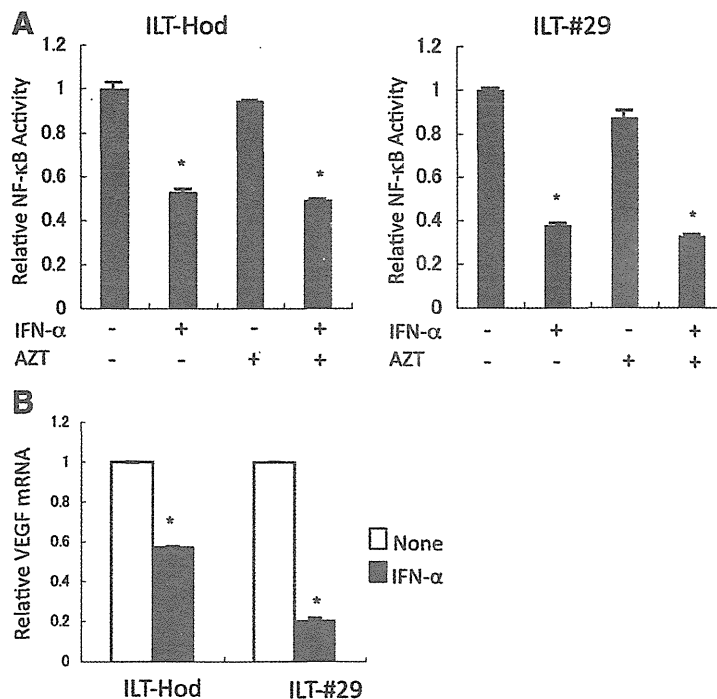 A
ILT-Hod
Relative NF-κB Activity
1.2
1
0.8
0.6
0.4
0.2
0
*
*
IFN-α - + - +
AZT - - + +
ILT-#29
Relative NF-κB Activity
1.2
1
0.8
0.6
0.4
0.2
0
*
*
- + - +
- - + +
B
Relative VEGF mRNA
1.2
1
0.8
0.6
0.4
0.2
0
*
*
ILT-Hod ILT-#29
None
IFN-α